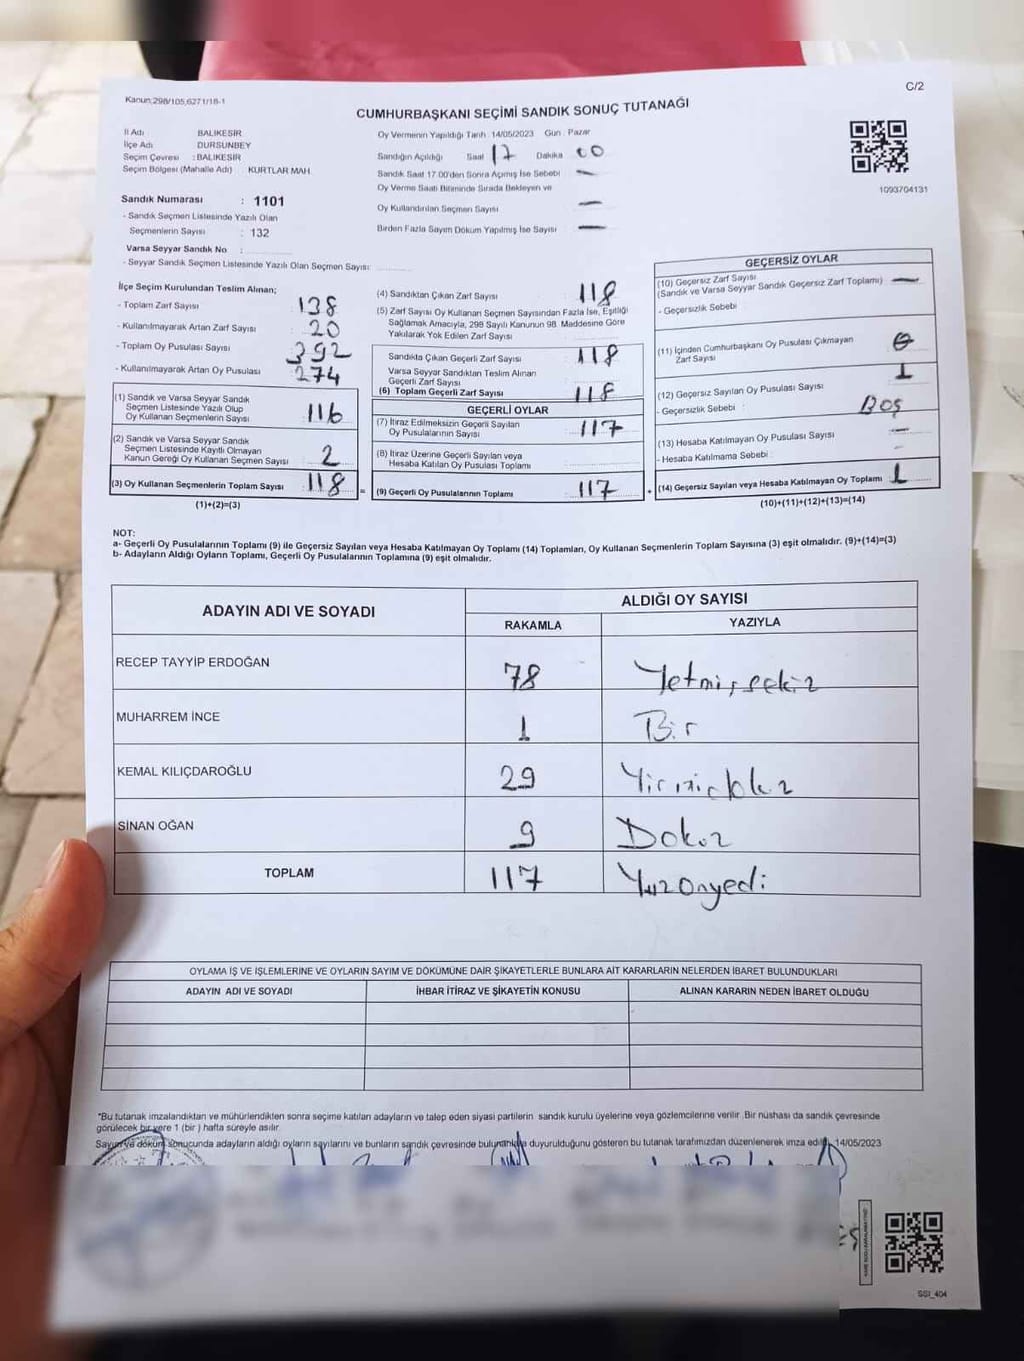 Kanun:298/105,6271/18-1
C/2
CUMHURBAŞKANI SEÇİMİ SANDIK SONUÇ TUTANAĞI
İl Adı BALIKESİR
İlçe Adı DURSUNBEY
Seçim Çevresi : BALIKESİR
Seçim Bölgesi (Mahalle Adı) KURTLAR MAH.
Sandık Numarası : 1101
- Sandık Seçmen Listesinde Yazılı Olan
Seçmenlerin Sayısı : 132
Varsa Seyyar Sandık No :
- Seyyar Sandık Seçmen Listesinde Yazılı Olan Seçmen Sayısı:
Oy Vermenin Yapıldığı Tarih : 14/05/2023 Gün : Pazar
Sandığın Açıldığı Saat 17 Dakika 00
Sandık Saat 17.00'den Sonra Açılmış İse Sebebi —
Oy Verme Saati Bitiminde Sırada Bekleyen ve
Oy Kullandırılan Seçmen Sayısı —
Birden Fazla Sayım Döküm Yapılmış İse Sayısı —
1093704131
İlçe Seçim Kurulundan Teslim Alınan;
- Toplam Zarf Sayısı : 138
- Kullanılmayarak Artan Zarf Sayısı : 20
- Toplam Oy Pusulası Sayısı : 392
- Kullanılmayarak Artan Oy Pusulası : 274
(1) Sandık ve Varsa Seyyar Sandık
Seçmen Listesinde Yazılı Olup
Oy Kullanan Seçmenlerin Sayısı : 116
(2) Sandık ve Varsa Seyyar Sandık
Seçmen Listesinde Kayıtlı Olmayan
Kanun Gereği Oy Kullanan Seçmen Sayısı : 2
(3) Oy Kullanan Seçmenlerin Toplam Sayısı : 118
(1)+(2)=(3)
(4) Sandıktan Çıkan Zarf Sayısı : 118
(5) Zarf Sayısı Oy Kullanan Seçmen Sayısından Fazla İse, Eşitliği
Sağlamak Amacıyla, 298 Sayılı Kanunun 98. Maddesine Göre
Yakılarak Yok Edilen Zarf Sayısı :
Sandıkta Çıkan Geçerli Zarf Sayısı : 118
Varsa Seyyar Sandıktan Teslim Alınan
Geçerli Zarf Sayısı :
(6) Toplam Geçerli Zarf Sayısı : 118
GEÇERLİ OYLAR
(7) İtiraz Edilmeksizin Geçerli Sayılan
Oy Pusulalarının Sayısı : 117
(8) İtiraz Üzerine Geçerli Sayılan veya
Hesaba Katılan Oy Pusulası Toplamı :
= (9) Geçerli Oy Pusulalarının Toplamı : 117
GEÇERSİZ OYLAR
(10) Geçersiz Zarf Sayısı
(Sandık ve Varsa Seyyar Sandık Geçersiz Zarf Toplamı) : —
- Geçersizlik Sebebi :
(11) İçinden Cumhurbaşkanı Oy Pusulası Çıkmayan
Zarf Sayısı :
(12) Geçersiz Sayılan Oy Pusulası Sayısı : 1
- Geçersizlik Sebebi : BOŞ
(13) Hesaba Katılmayan Oy Pusulası Sayısı : —
- Hesaba Katılmama Sebebi : —
+ (14) Geçersiz Sayılan veya Hesaba Katılmayan Oy Toplamı : 1
(10)+(11)+(12)+(13)=(14)
NOT:
a- Geçerli Oy Pusulalarının Toplamı (9) ile Geçersiz Sayılan veya Hesaba Katılmayan Oy Toplamı (14) Toplamları, Oy Kullanan Seçmenlerin Toplam Sayısına (3) eşit olmalıdır. (9)+(14)=(3)
b- Adayların Aldığı Oyların Toplamı, Geçerli Oy Pusulalarının Toplamına (9) eşit olmalıdır.
ADAYIN ADI VE SOYADI ALDIĞI OY SAYISI
RAKAMLA YAZIYLA
RECEP TAYYİP ERDOĞAN 78 Yetmişsekiz
MUHARREM İNCE 1 Bir
KEMAL KILIÇDAROĞLU 29 Yirmidokuz
SİNAN OĞAN 9 Dokuz
TOPLAM 117 Yuzonyedi
OYLAMA İŞ VE İŞLEMLERİNE VE OYLARIN SAYIM VE DÖKÜMÜNE DAİR ŞİKAYETLERLE BUNLARA AİT KARARLARIN NELERDEN İBARET BULUNDUKLARI
ADAYIN ADI VE SOYADI İHBAR İTİRAZ VE ŞİKAYETİN KONUSU ALINAN KARARIN NEDEN İBARET OLDUĞU
*Bu tutanak imzalandıktan ve mühürlendikten sonra seçime katılan adayların ve talep eden siyasi partilerin sandık kurulu üyelerine veya gözlemcilerine verilir. Bir nüshası da sandık çevresinde
görülecek bir yere 1 (bir) hafta süreyle asılır.
Sayım ve döküm sonucunda adayların aldığı oyların sayılarını ve bunların sandık çevresinde bulunanlara duyurulduğunu gösteren bu tutanak tarafımızdan düzenlenerek imza edildi. 14/05/2023
SSI_404